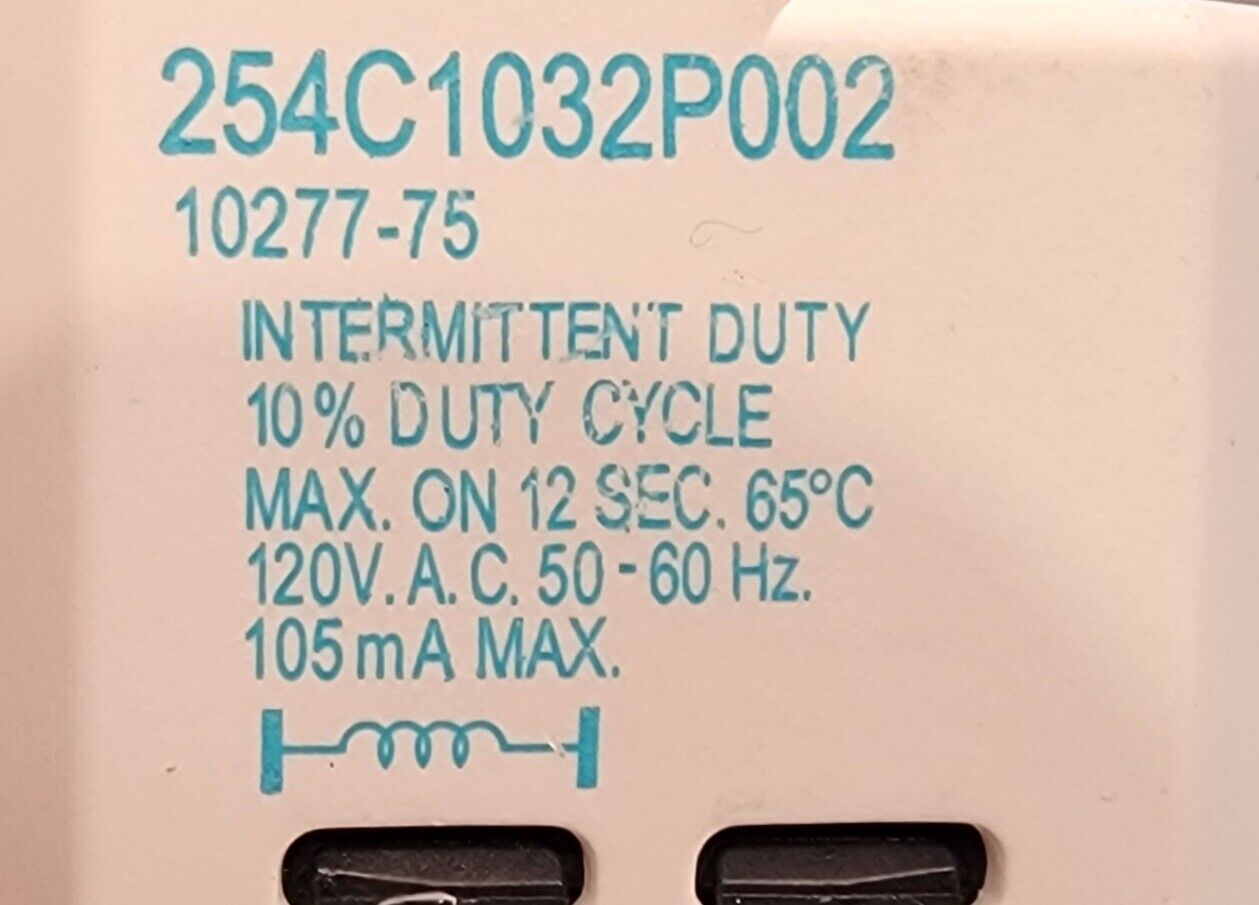 254C1032P002
10277-75
INTERMITTENT DUTY
10% DUTY CYCLE
MAX. ON 12 SEC. 65°C
120V.A.C. 50-60 Hz.
105mA MAX.